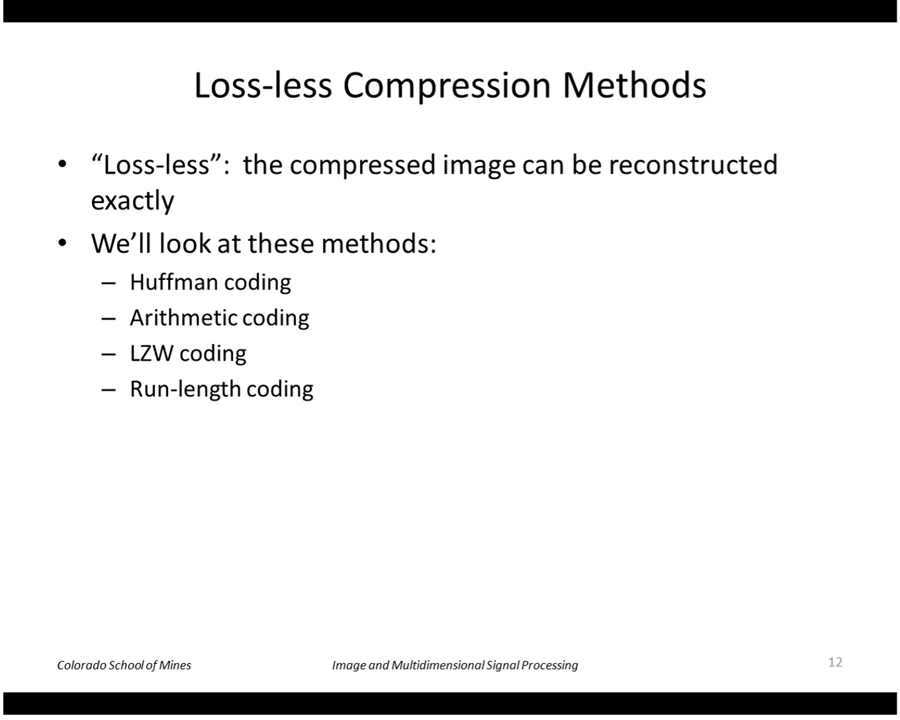 Loss-less Compression Methods
• “Loss-less”: the compressed image can be reconstructed
exactly
• We’ll look at these methods:
– Huffman coding
– Arithmetic coding
– LZW coding
– Run-length coding
Colorado School of Mines
Image and Multidimensional Signal Processing
12